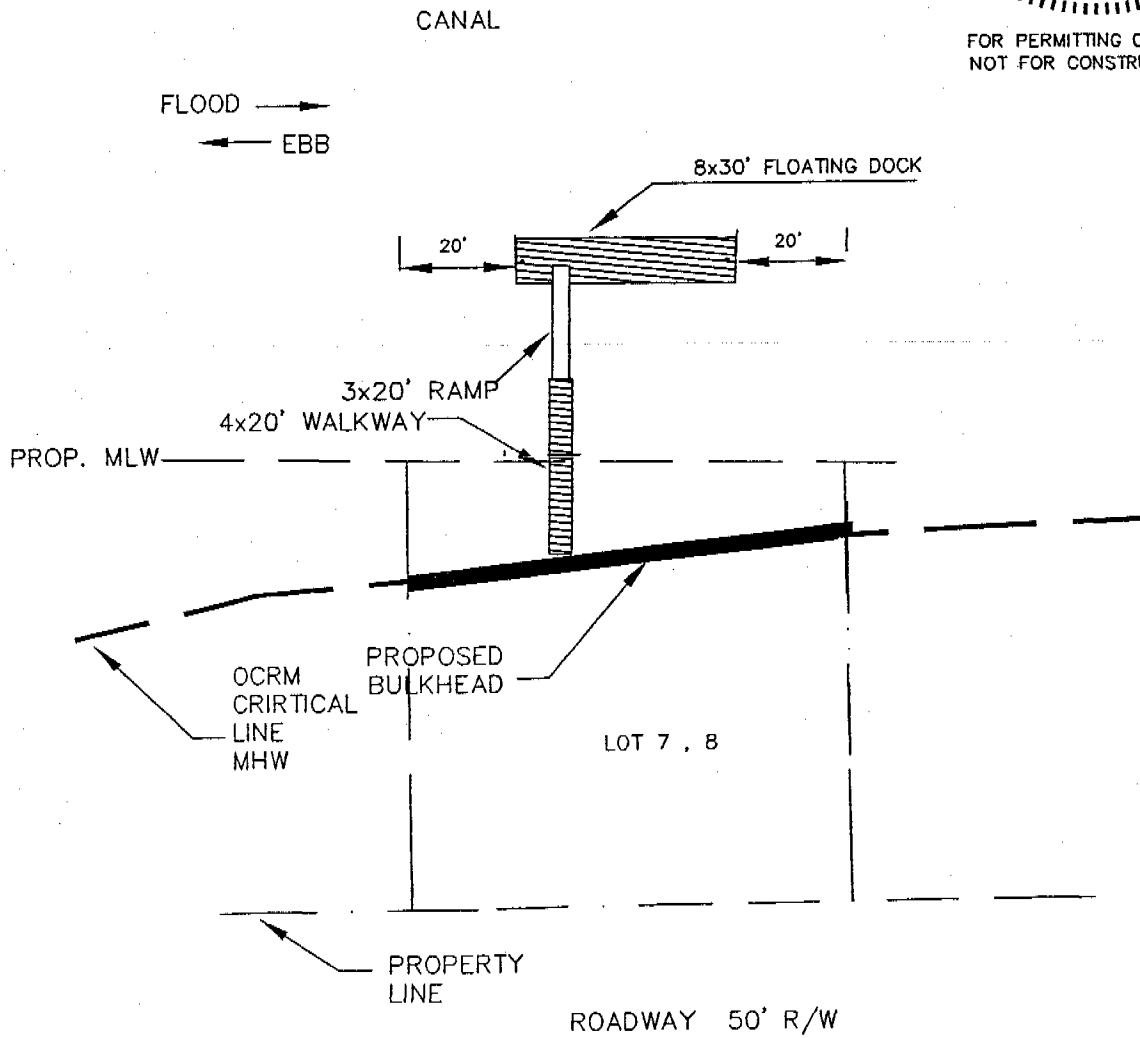 CANAL
FOR PERMITTING
NOT FOR
FLOOD
EBB
8x30' FLOATING DOCK
20'
20'
3x20' RAMP
4x20' WALKWAY
PROP. MLW
PROPOSED
BULKHEAD
OCRM
CRIRTICAL
LINE
MHW
LOT 7 , 8
PROPERTY
LINE
ROADWAY 50' R/W